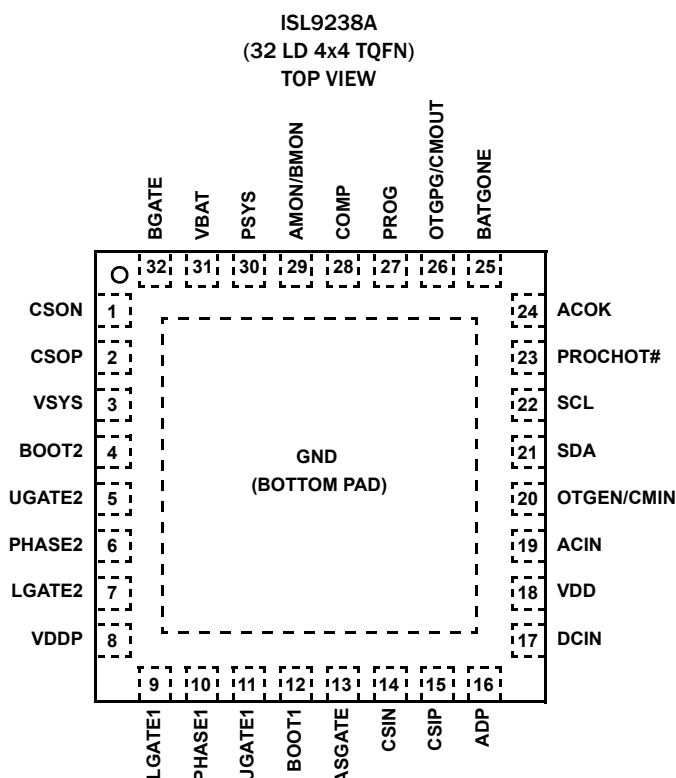 ISL9238A
(32 LD 4x4 TQFN)
TOP VIEW
BGATE
VBAT
PSYS
AMON/BMON
COMP
PROG
OTGPG/CMOUT
BATGONE
32 31 30 29 28 27 26 25
CSON 1
CSOP 2
VSYS 3
BOOT2 4
UGATE2 5
PHASE2 6
LGATE2 7
VDDP 8
GND
(BOTTOM PAD)
24 ACOK
23 PROCHOT#
22 SCL
21 SDA
20 OTGEN/CMIN
19 ACIN
18 VDD
17 DCIN
9 10 11 12 13 14 15 16
LGATE1
PHASE1
UGATE1
BOOT1
ASGATE
CSIN
CSIP
ADP